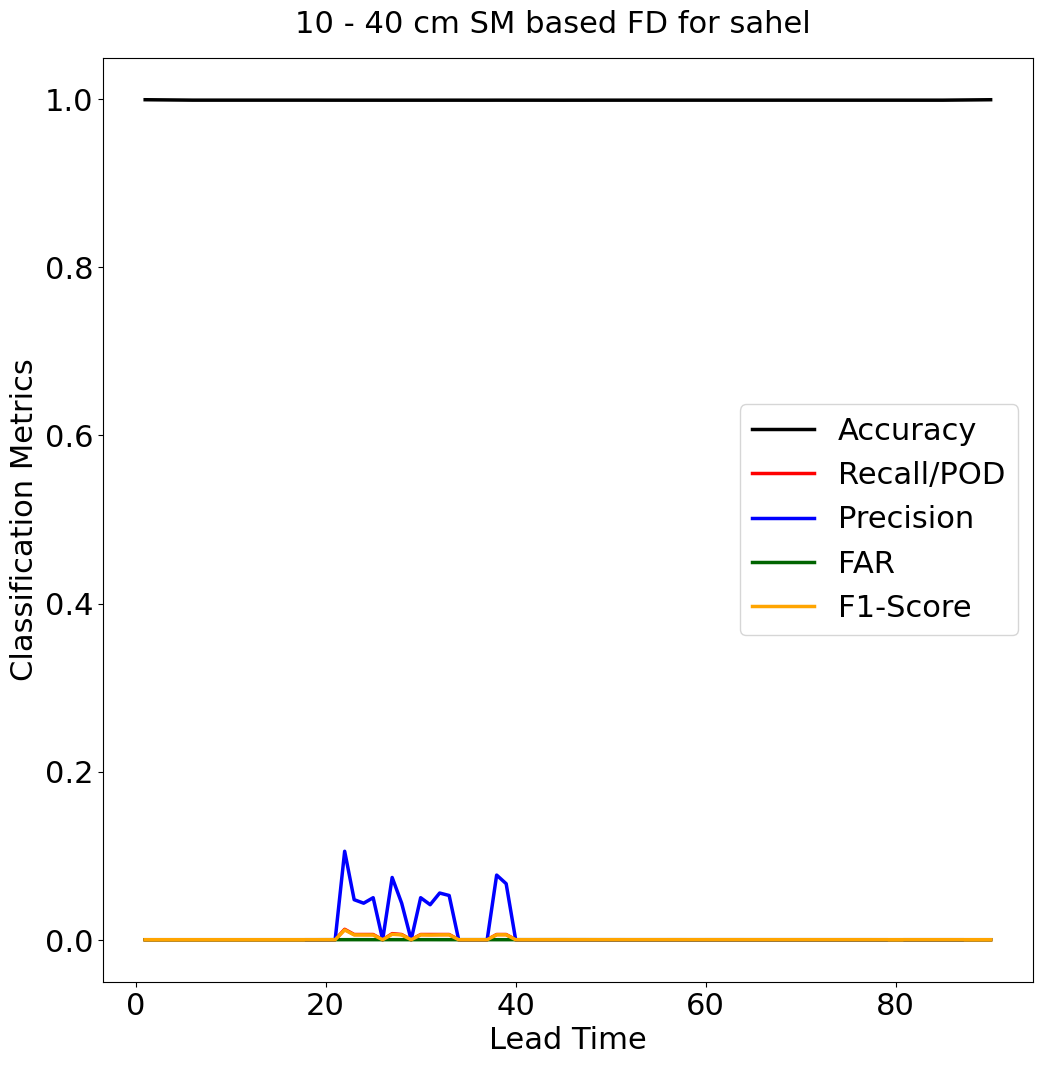 10 - 40 cm SM based FD for sahel
Classification Metrics
1.0
0.8
0.6
0.4
0.2
0.0
Accuracy
Recall/POD
Precision
FAR
F1-Score
0 20 40 60 80
Lead Time